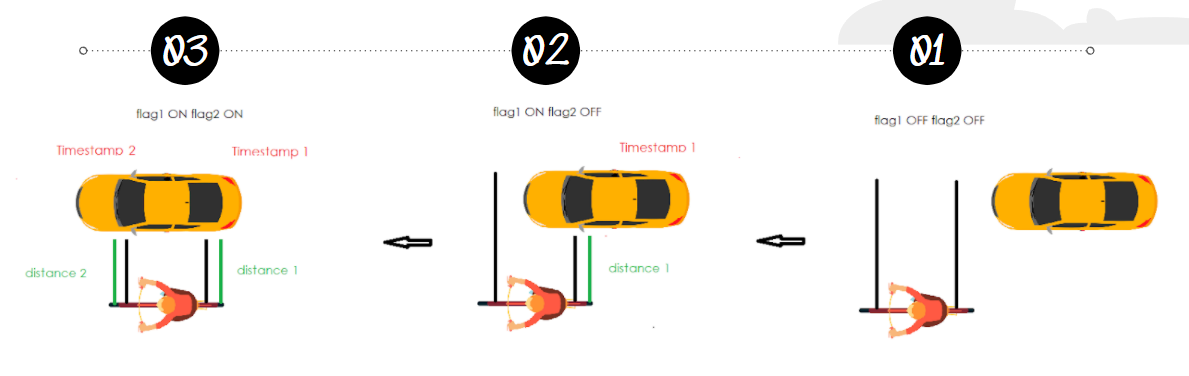 03
02
01
flag1 ON flag2 ON
flag1 ON flag2 OFF
flag1 OFF flag2 OFF
Timestamp 2
Timestamp 1
Timestamp 1
distance 2
distance 1
distance 1